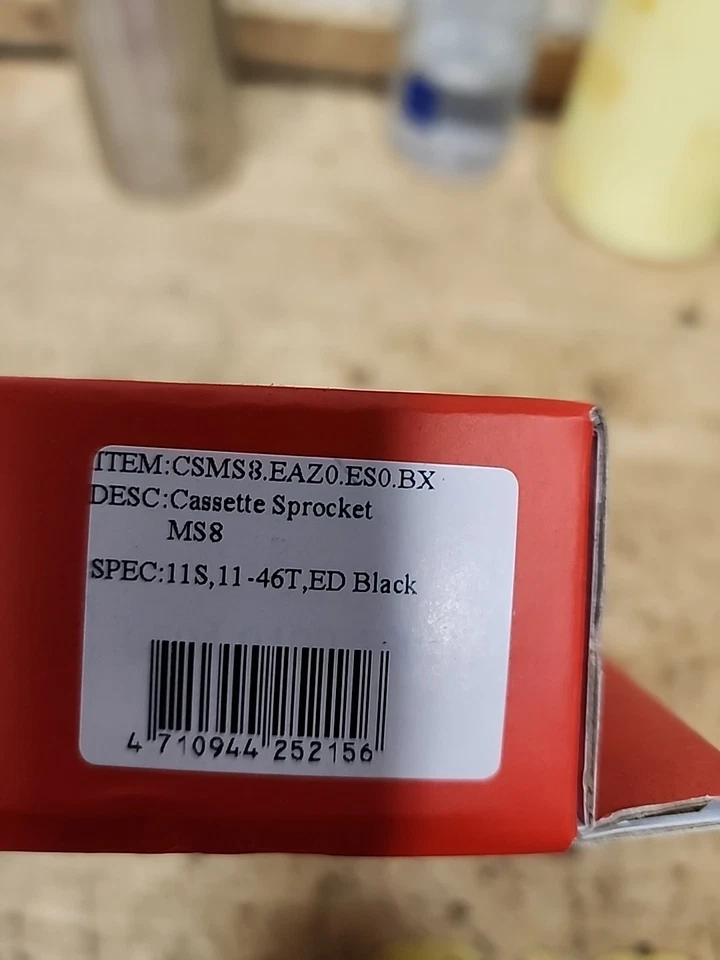 ITEM:CSMS8.EAZ0.ES0.BX
DESC:Cassette Sprocket
MS8
SPEC:11S,11-46T,ED Black
4 710944 252156